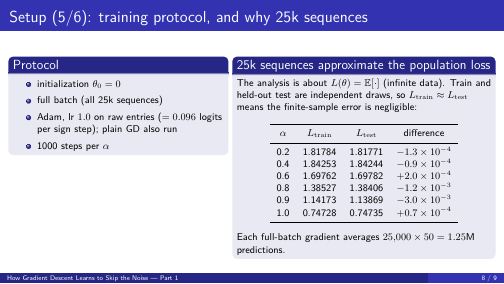 Setup (5/6): training protocol, and why 25k sequences
Protocol
initialization θ₀ = 0
full batch (all 25k sequences)
Adam, lr 1.0 on raw entries (= 0.096 logits
per sign step); plain GD also run
1000 steps per α
25k sequences approximate the population loss
The analysis is about L(θ) = 𝔼[·] (infinite data). Train and
held-out test are independent draws, so L_train ≈ L_test
means the finite-sample error is negligible:
α L_train L_test difference
0.2 1.81784 1.81771 −1.3 × 10⁻⁴
0.4 1.84253 1.84244 −0.9 × 10⁻⁴
0.6 1.69762 1.69782 +2.0 × 10⁻⁴
0.8 1.38527 1.38406 −1.2 × 10⁻³
0.9 1.14173 1.13869 −3.0 × 10⁻³
1.0 0.74728 0.74735 +0.7 × 10⁻⁴
Each full-batch gradient averages 25,000 × 50 = 1.25M
predictions.
How Gradient Descent Learns to Skip the Noise — Part 1
8 / 9